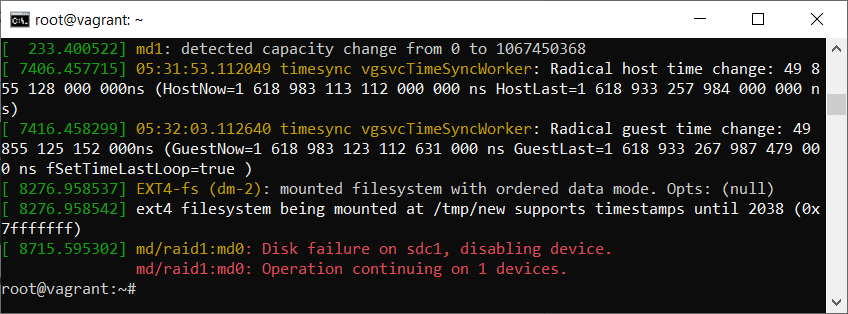 root@vagrant: ~
[  233.400522] md1: detected capacity change from 0 to 1067450368
[ 7406.457715] 05:31:53.112049 timesync vgsvcTimeSyncWorker: Radical host time change: 49 8
55 128 000 000ns (HostNow=1 618 983 113 112 000 000 ns HostLast=1 618 933 257 984 000 000 n
s)
[ 7416.458299] 05:32:03.112640 timesync vgsvcTimeSyncWorker: Radical guest time change: 49
855 125 152 000ns (GuestNow=1 618 983 123 112 631 000 ns GuestLast=1 618 933 267 987 479 00
0 ns fSetTimeLastLoop=true )
[ 8276.958537] EXT4-fs (dm-2): mounted filesystem with ordered data mode. Opts: (null)
[ 8276.958542] ext4 filesystem being mounted at /tmp/new supports timestamps until 2038 (0x
7fffffff)
[ 8715.595302] md/raid1:md0: Disk failure on sdc1, disabling device.
md/raid1:md0: Operation continuing on 1 devices.
root@vagrant:~#